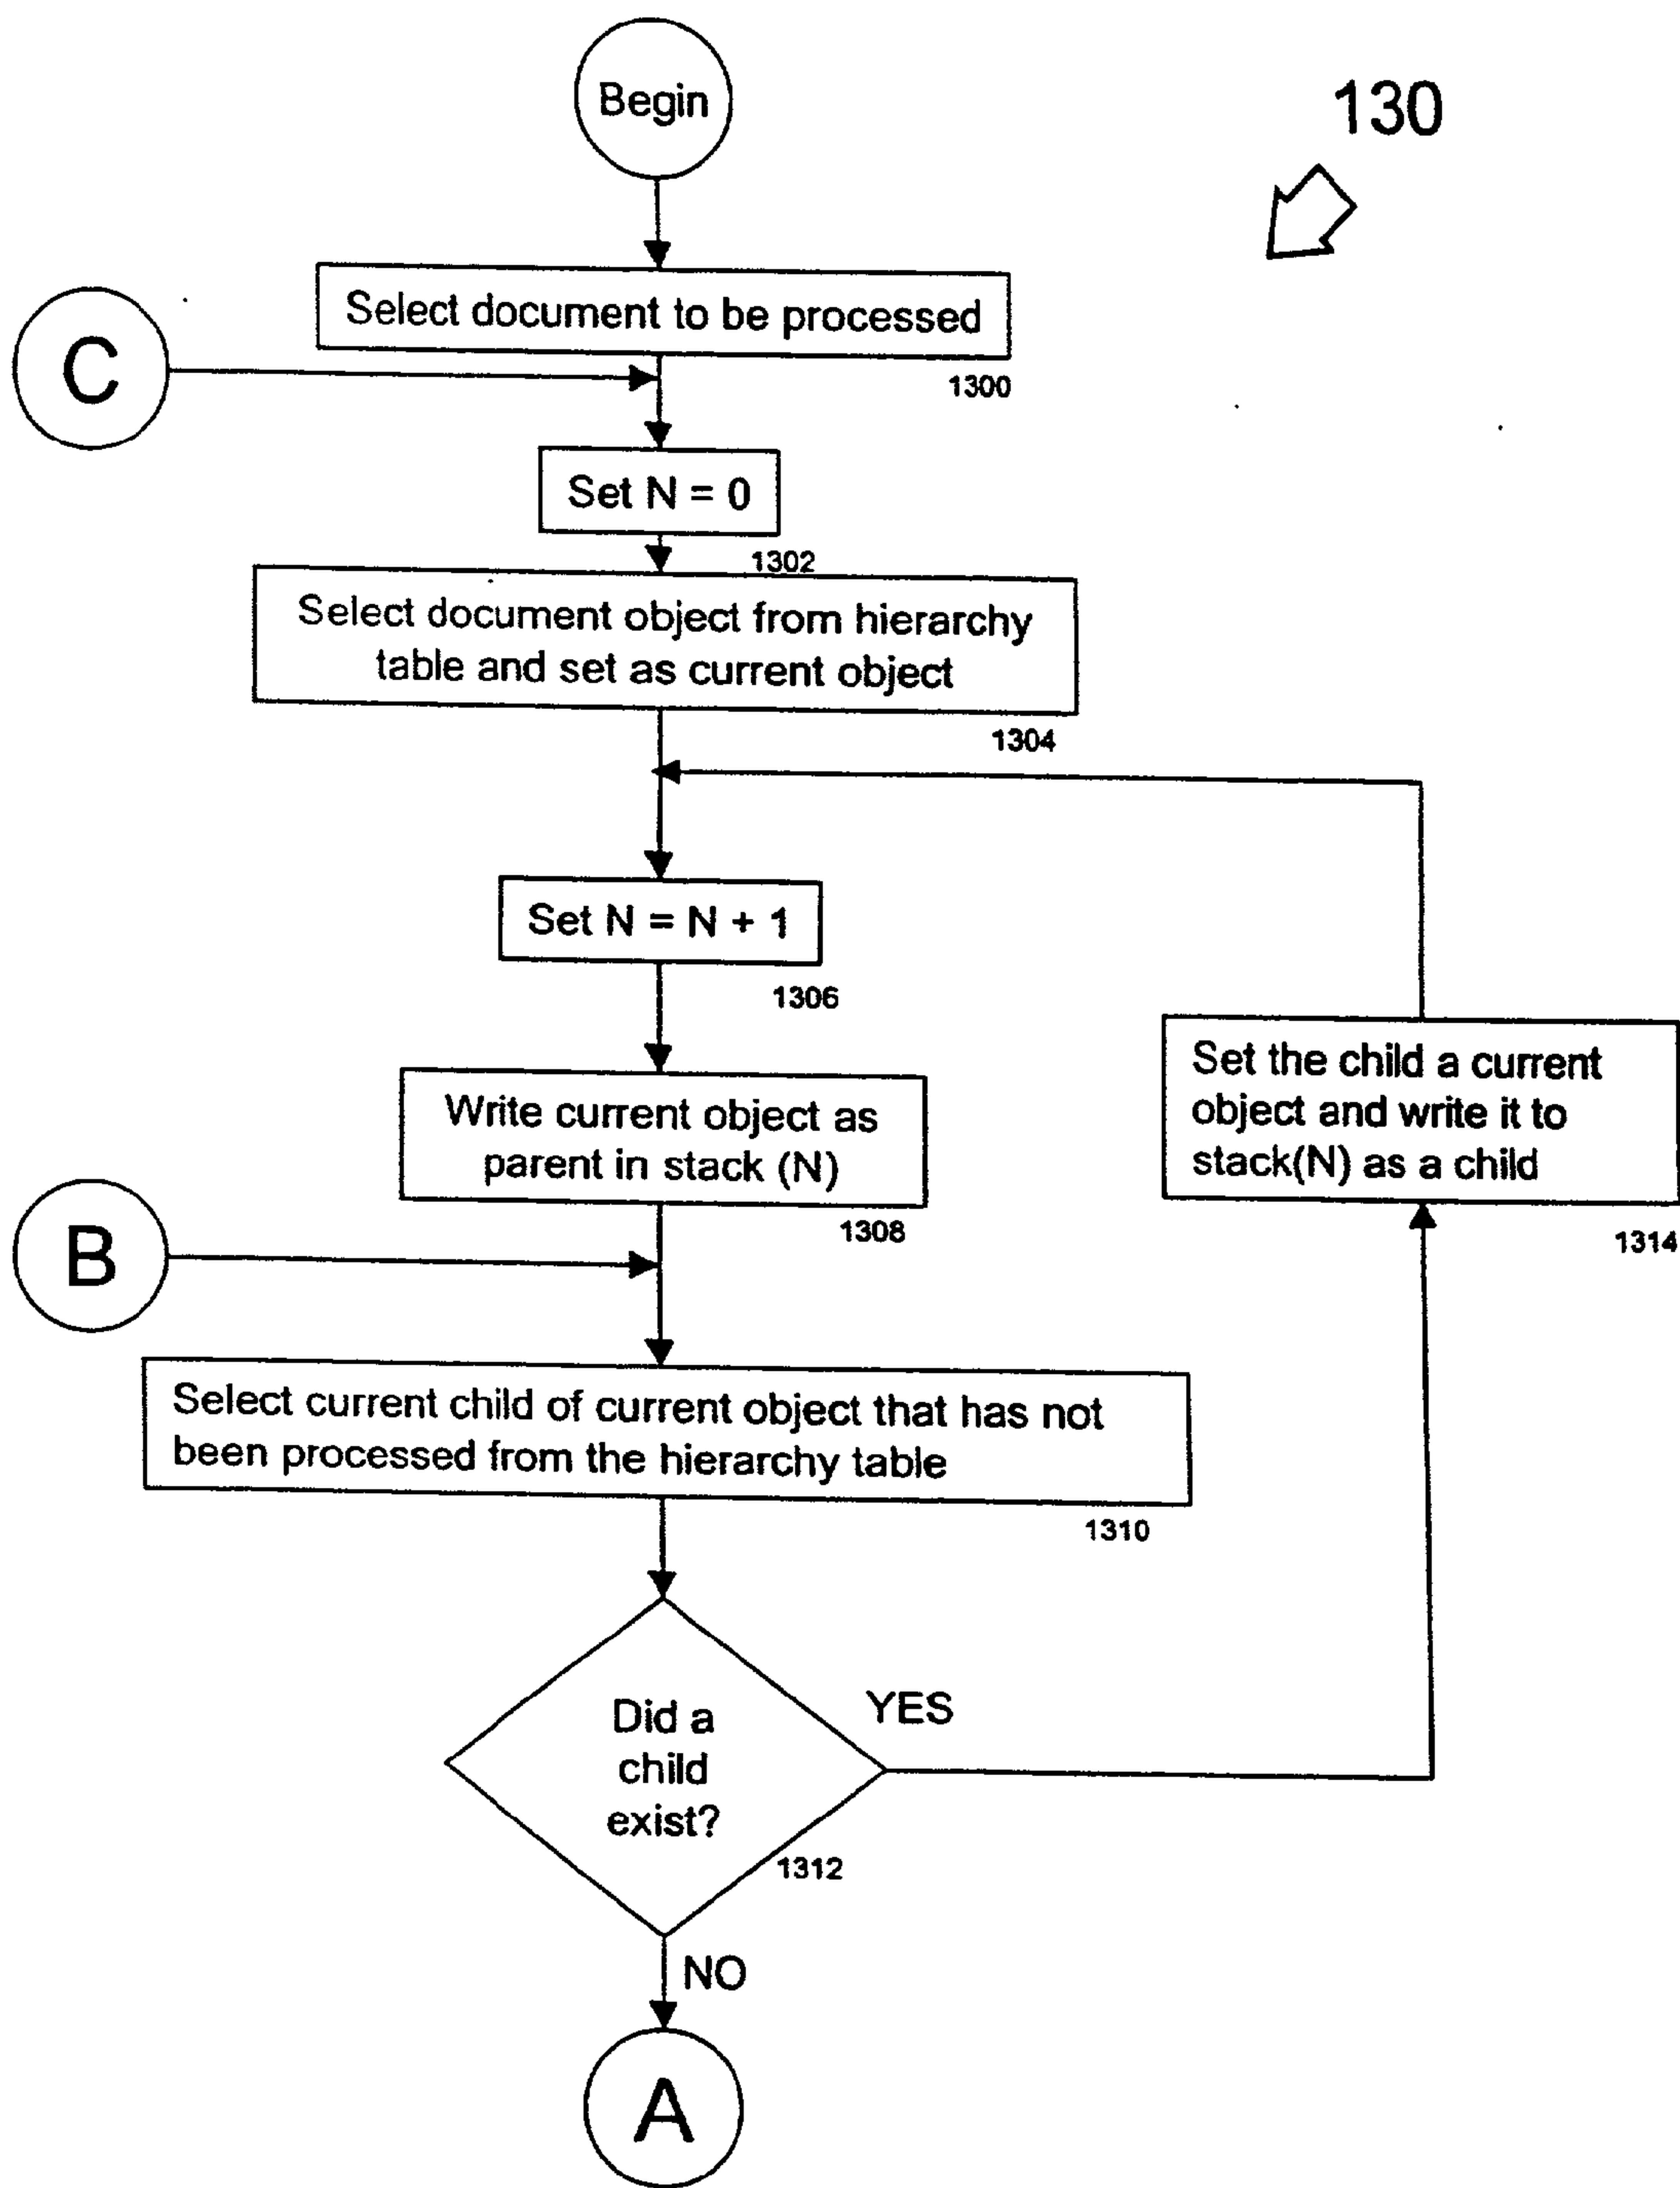 Begin
130
Select document to be processed
C
1300
Set N = 0
1302
Select document object from hierarchy
table and set as current object
1304
Set N = N + 1
1306
Write current object as
parent in stack (N)
1308
Set the child a current
object and write it to
stack(N) as a child
1314
B
Select current child of current object that has not
been processed from the hierarchy table
1310
Did a
child
exist?
YES
1312
NO
A